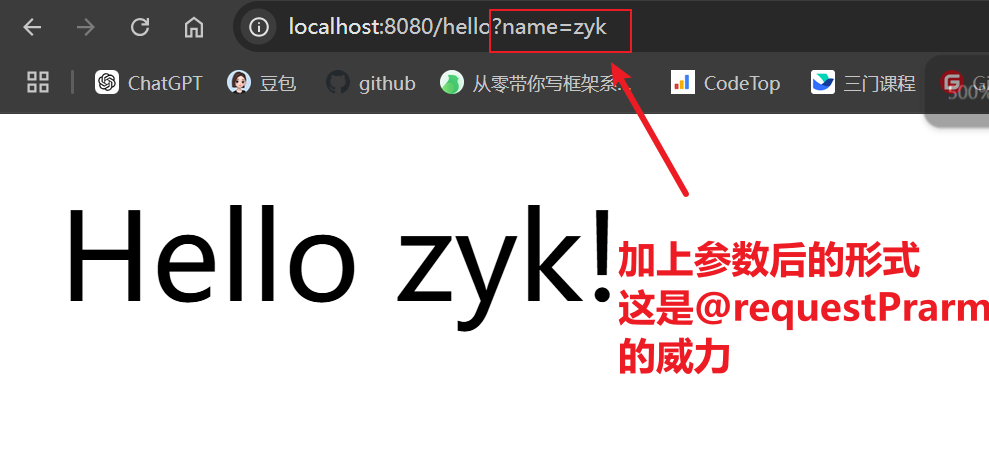 localhost:8080/hello?name=zyk
ChatGPT 豆包 github 从零带你写框架系... CodeTop 三门课程 Gi
500%
Hello zyk!
加上参数后的形式
这是@requestPrarm
的威力